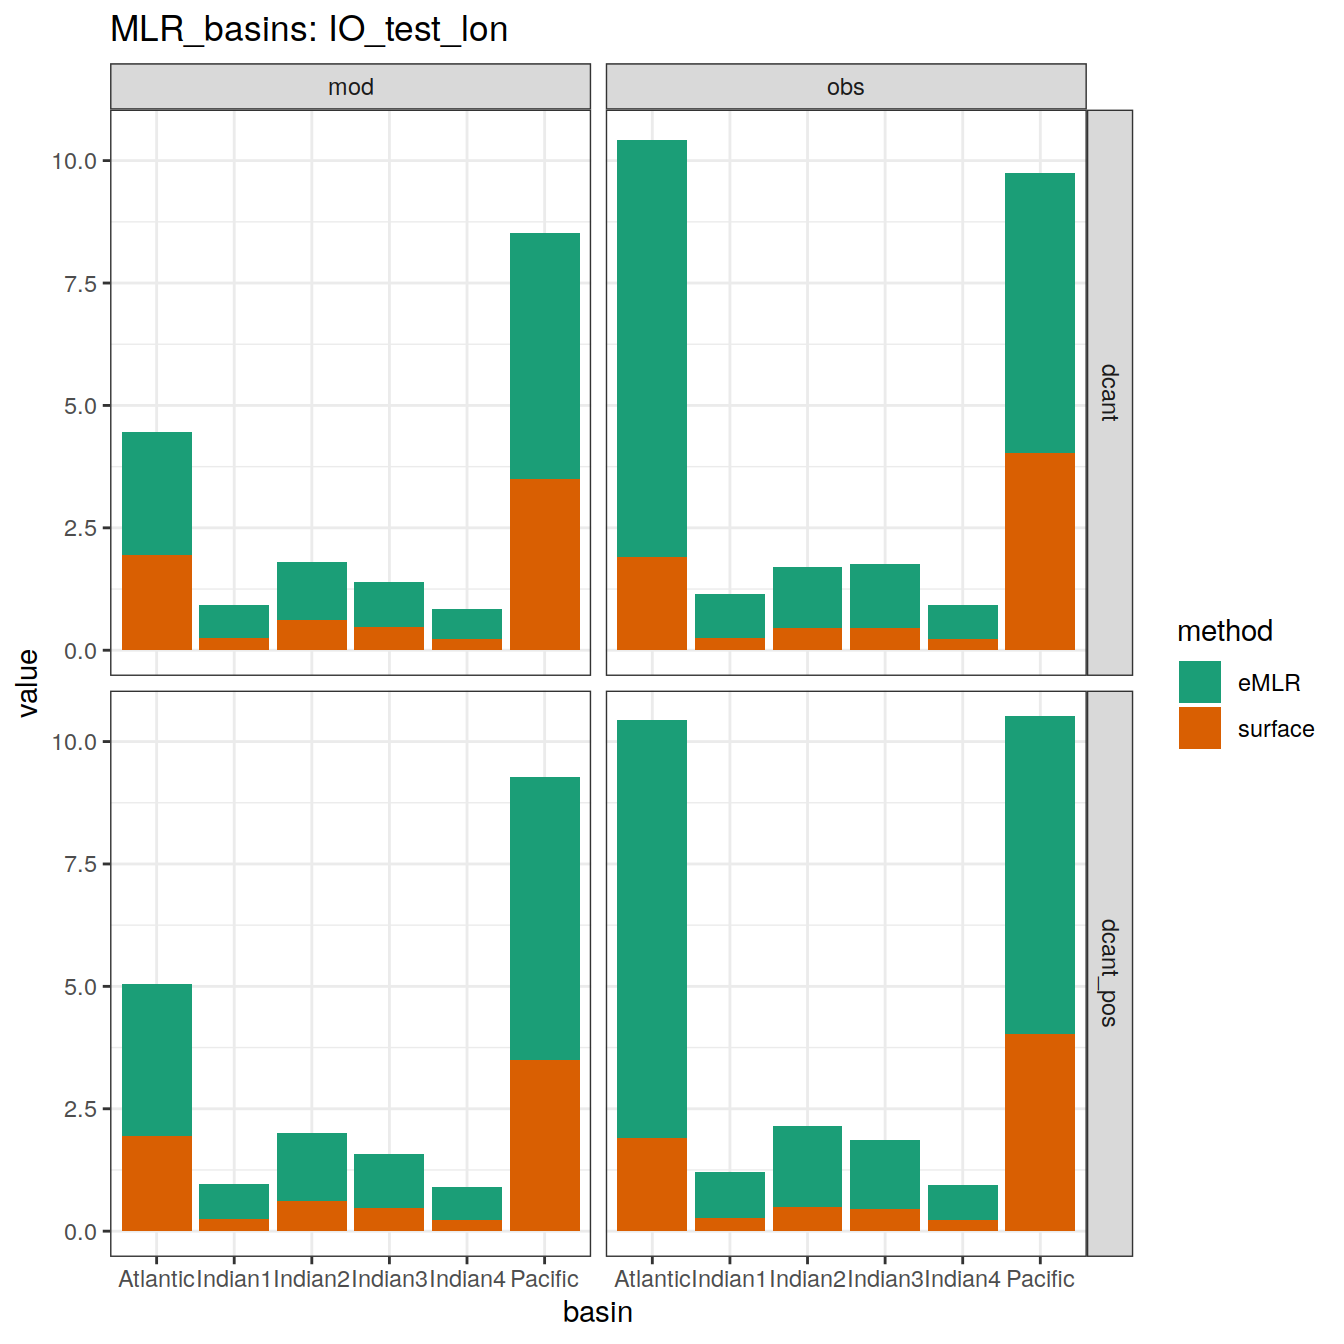 MLR_basins: IO_test_lon
mod
obs
10.0
7.5
5.0
2.5
0.0
dcant
10.0
7.5
5.0
2.5
0.0
dcant_pos
value
Atlantic Indian1 Indian2 Indian3 Indian4 Pacific
Atlantic Indian1 Indian2 Indian3 Indian4 Pacific
basin
method
eMLR
surface